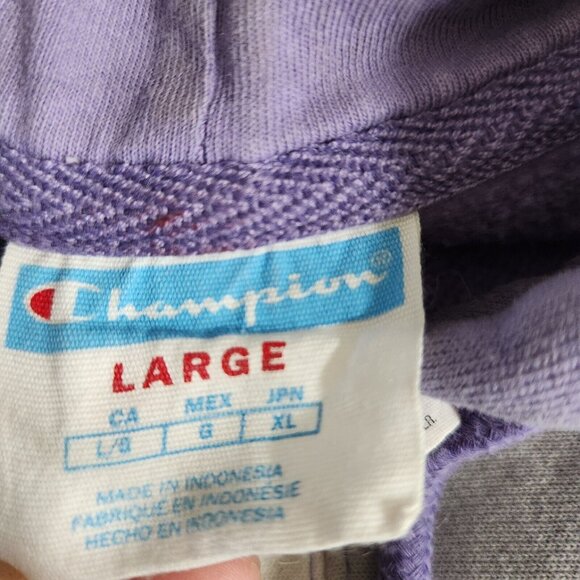 Champion®
LARGE
CA MEX JPN
L/G G XL
MADE IN INDONESIA
FABRIQUE EN INDONESIE
HECHO EN INDONESIA